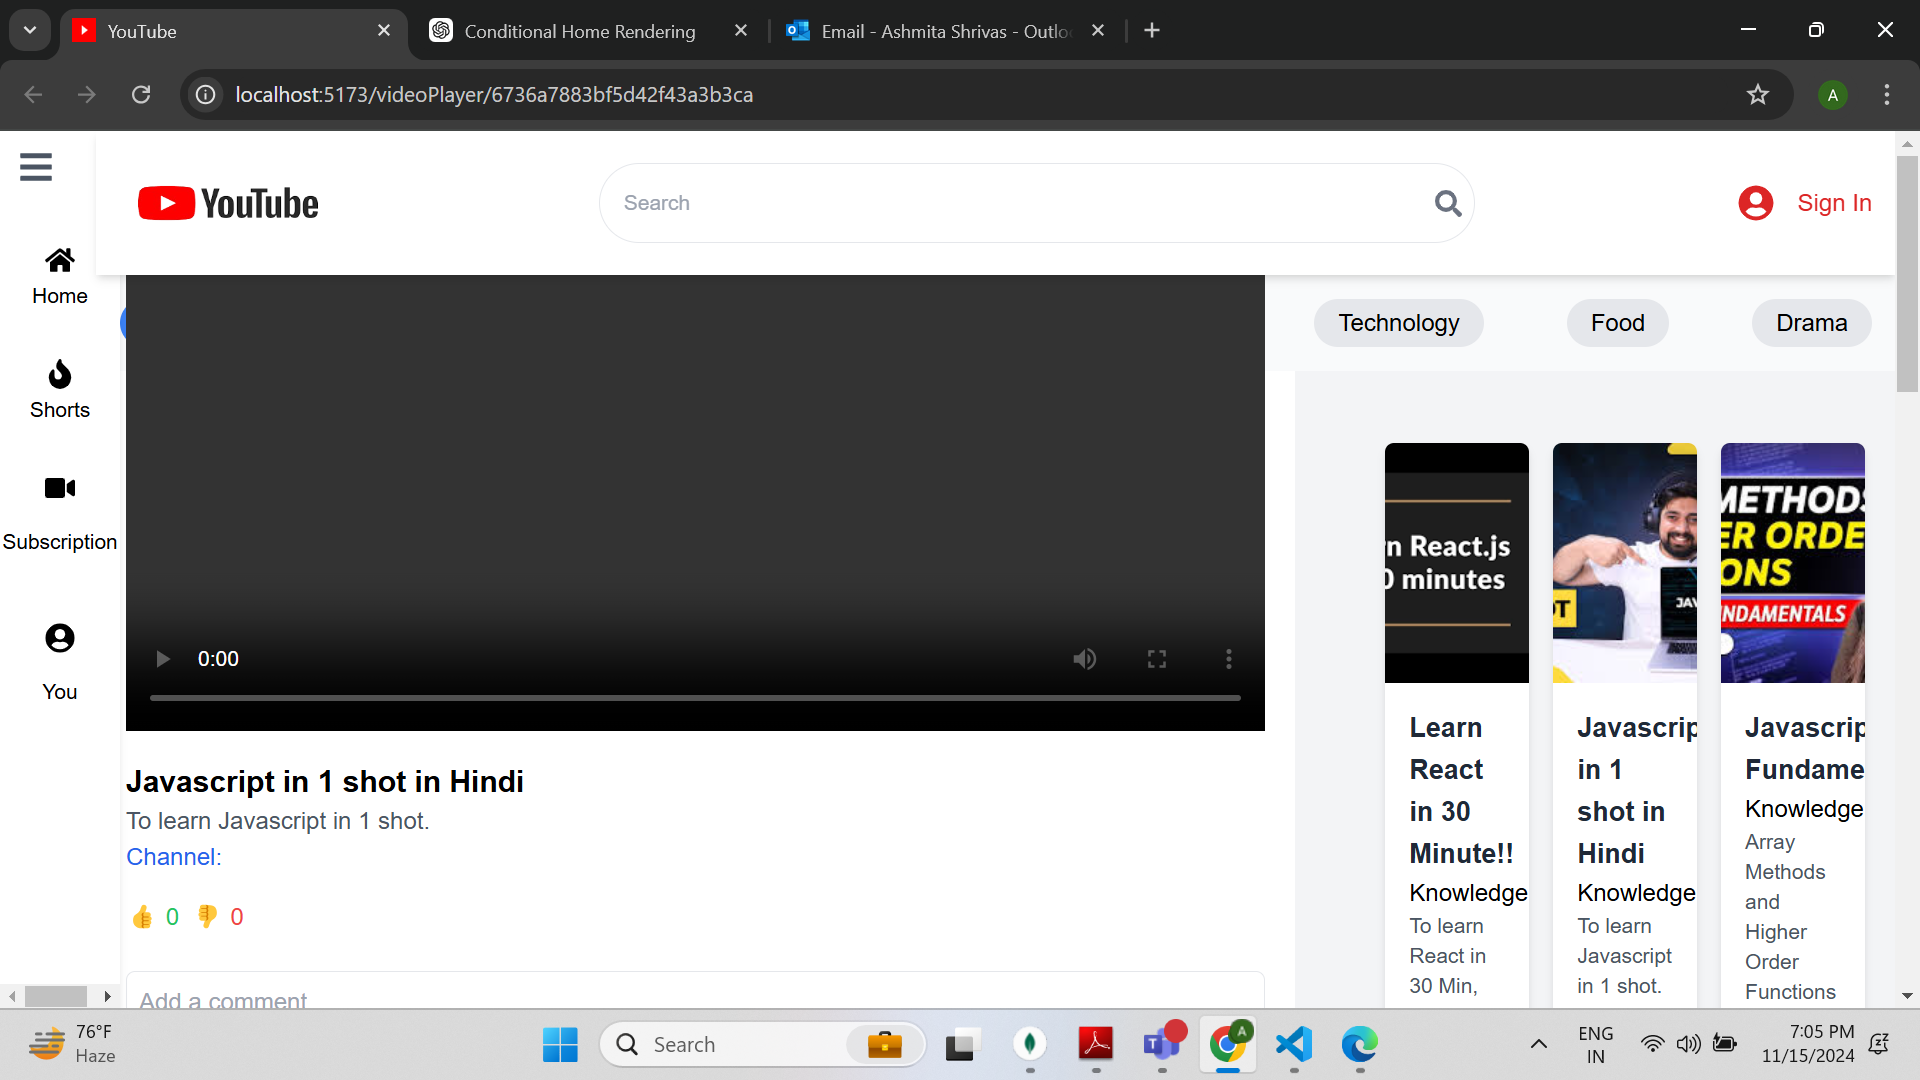 YouTube
Conditional Home Rendering
Email - Ashmita Shrivas - Outlo
localhost:5173/videoPlayer/6736a7883bf5d42f43a3b3ca
A
YouTube
Search
Sign In
Home
Shorts
Subscription
You
Technology
Food
Drama
0:00
Javascript in 1 shot in Hindi
To learn Javascript in 1 shot.
Channel:
0
0
Add a comment
n React.js
0 minutes
Learn
React
in 30
Minute!!
Knowledge
To learn
React in
30 Min,
OT
JAV
Javascrip
in 1
shot in
Hindi
Knowledge
To learn
Javascript
in 1 shot.
METHODS
ER ORDE
ONS
NDAMENTALS
Javascrip
Fundame
Knowledge
Array
Methods
and
Higher
Order
Functions
76°F
Haze
Search
A
ENG
IN
7:05 PM
11/15/2024